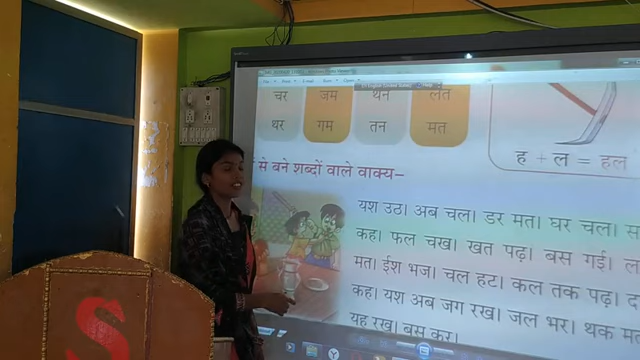 चर जम थन लत
थर गम तन मत
ह + ल = हल
से बने शब्दों वाले वाक्य–
यश उठ। अब चल। डर मत। घर चल। स
कह। फल चख। खत पढ़। बस गई। ल
मत। ईश भज। चल हट। कल तक पढ़।
कह। यश अब जग रख। जल भर। थक म
यह रख। बस कर।
S